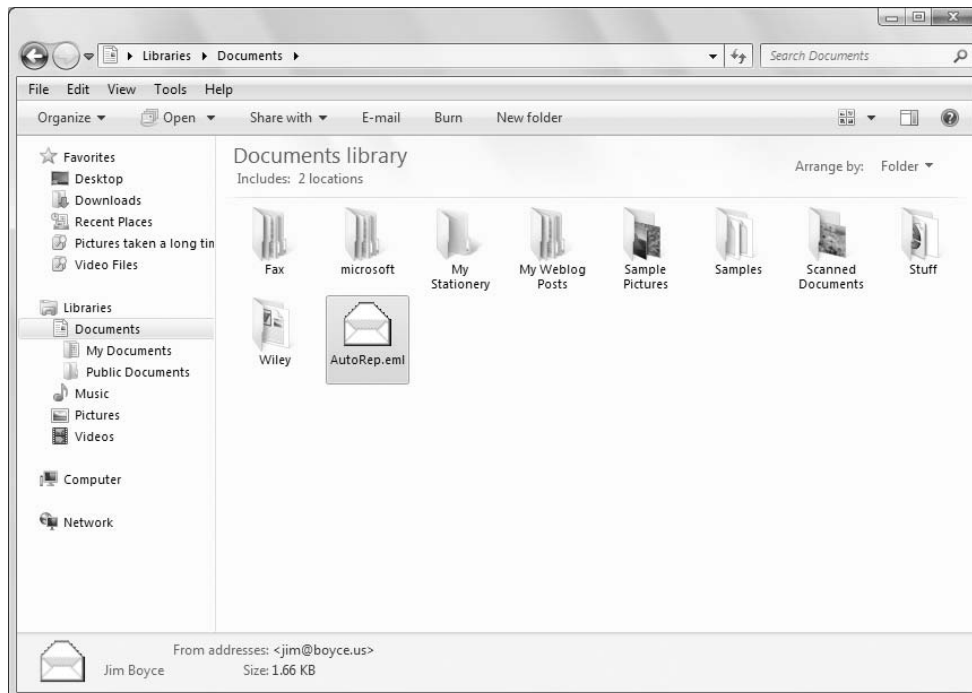 Libraries Documents
Search Documents
File Edit View Tools Help
Organize Open Share with E-mail Burn New folder
Favorites
Desktop
Downloads
Recent Places
Pictures taken a long tin
Video Files
Libraries
Documents
My Documents
Public Documents
Music
Pictures
Videos
Computer
Network
Documents library
Includes: 2 locations
Arrange by: Folder
Fax
microsoft
My
Stationery
My Weblog
Posts
Sample
Pictures
Samples
Scanned
Documents
Stuff
Wiley
AutoRep.eml
From addresses: <jim@boyce.us>
Jim Boyce Size: 1.66 KB